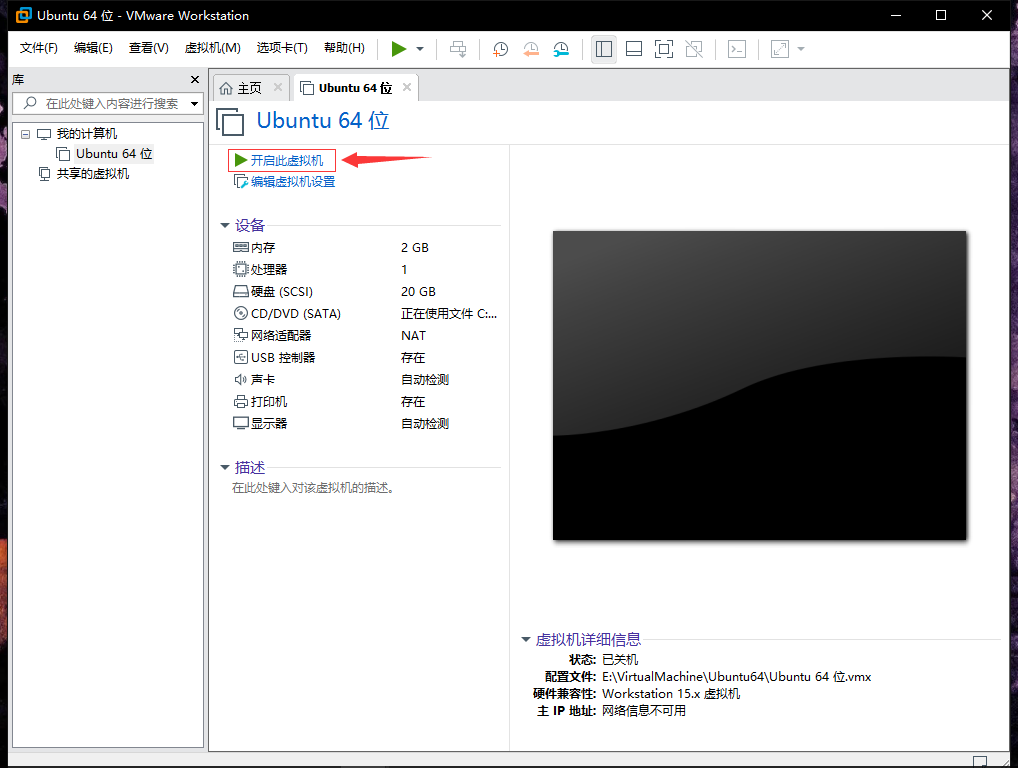 Ubuntu 64 位 - VMware Workstation
文件(F) 编辑(E) 查看(V) 虚拟机(M) 选项卡(T) 帮助(H)
库
在此处键入内容进行搜索
我的计算机
Ubuntu 64 位
共享的虚拟机
主页
Ubuntu 64 位
Ubuntu 64 位
开启此虚拟机
编辑虚拟机设置
设备
内存 2 GB
处理器 1
硬盘 (SCSI) 20 GB
CD/DVD (SATA) 正在使用文件 C:...
网络适配器 NAT
USB 控制器 存在
声卡 自动检测
打印机 存在
显示器 自动检测
描述
在此处键入对该虚拟机的描述。
虚拟机详细信息
状态: 已关机
配置文件: E:\VirtualMachine\Ubuntu64\Ubuntu 64 位.vmx
硬件兼容性: Workstation 15.x 虚拟机
主 IP 地址: 网络信息不可用